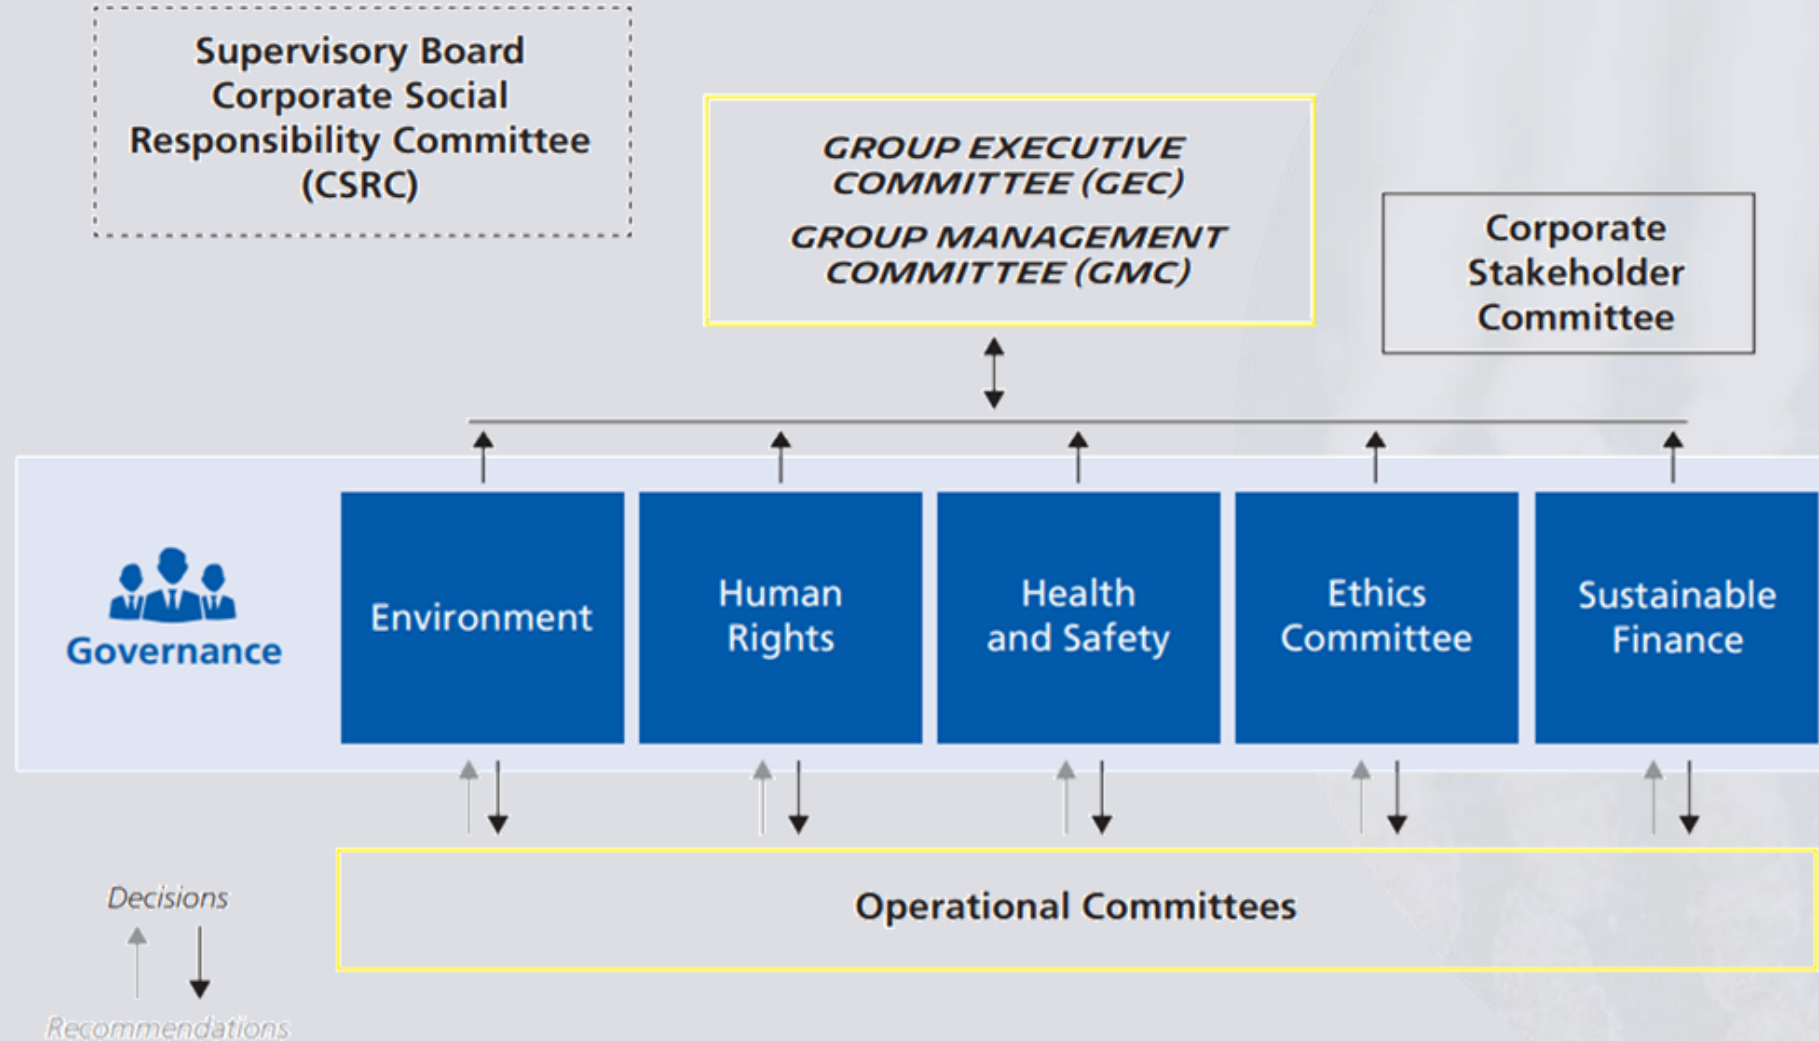 Supervisory Board
Corporate Social
Responsibility Committee
(CSRC)
GROUP EXECUTIVE
COMMITTEE (GEC)
GROUP MANAGEMENT
COMMITTEE (GMC)
Corporate
Stakeholder
Committee
Governance
Environment
Human
Rights
Health
and Safety
Ethics
Committee
Sustainable
Finance
Operational Committees
Decisions
Recommendations